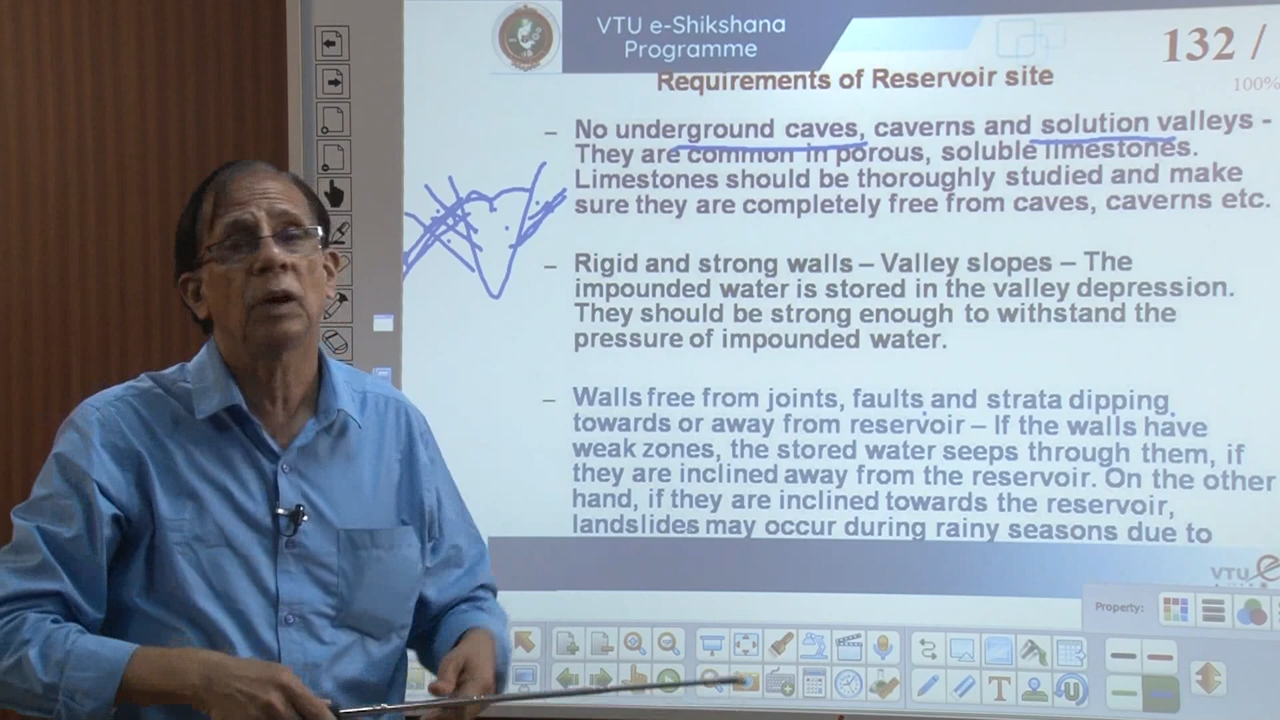 VTU e-Shikshana
Programme
132 /
100%
Requirements of Reservoir site
– No underground caves, caverns and solution valleys -
They are common in porous, soluble limestones.
Limestones should be thoroughly studied and make
sure they are completely free from caves, caverns etc.
– Rigid and strong walls – Valley slopes – The
impounded water is stored in the valley depression.
They should be strong enough to withstand the
pressure of impounded water.
– Walls free from joints, faults and strata dipping
towards or away from reservoir – If the walls have
weak zones, the stored water seeps through them, if
they are inclined away from the reservoir. On the other
hand, if they are inclined towards the reservoir,
landslides may occur during rainy seasons due to
VTU e
Property: